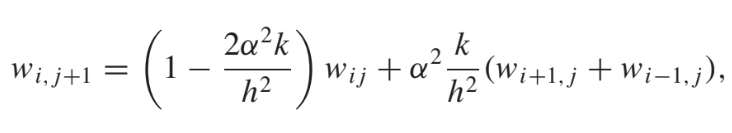 w_{i,j+1} = \left( 1 - \frac{2\alpha^2 k}{h^2} \right) w_{ij} + \alpha^2 \frac{k}{h^2} (w_{i+1,j} + w_{i-1,j}),